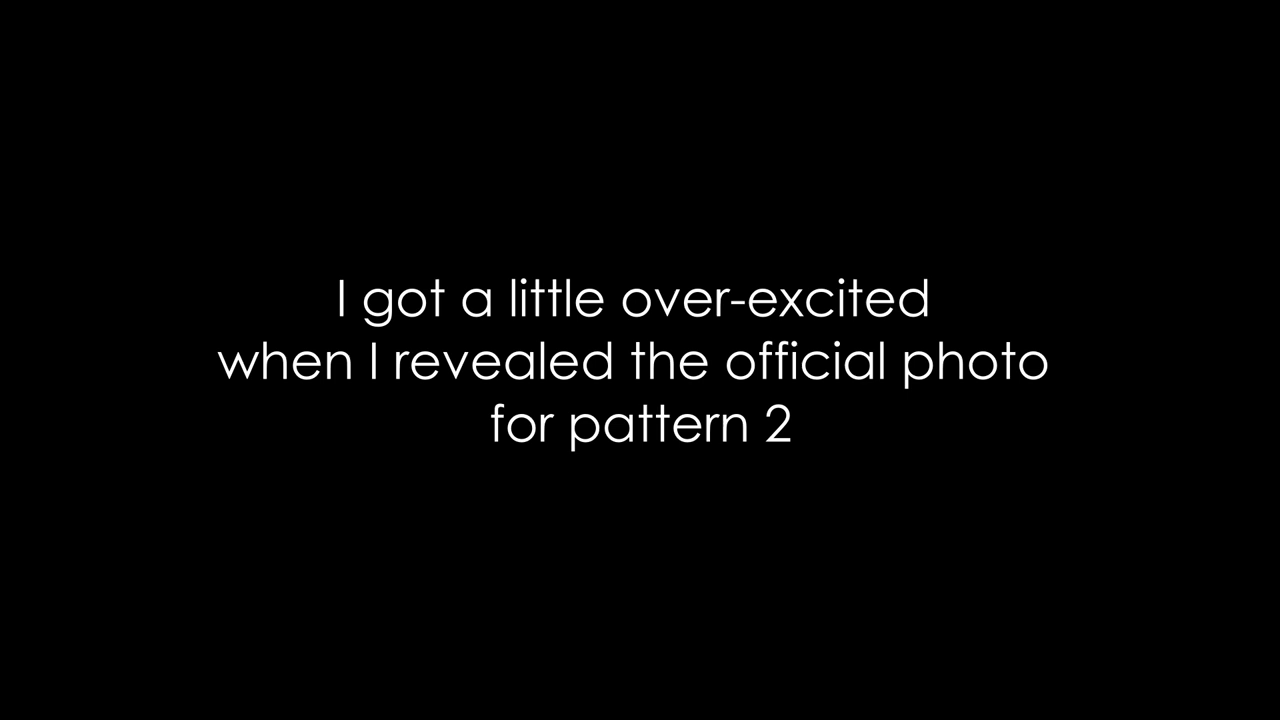 I got a little over-excited
when I revealed the official photo
for pattern 2